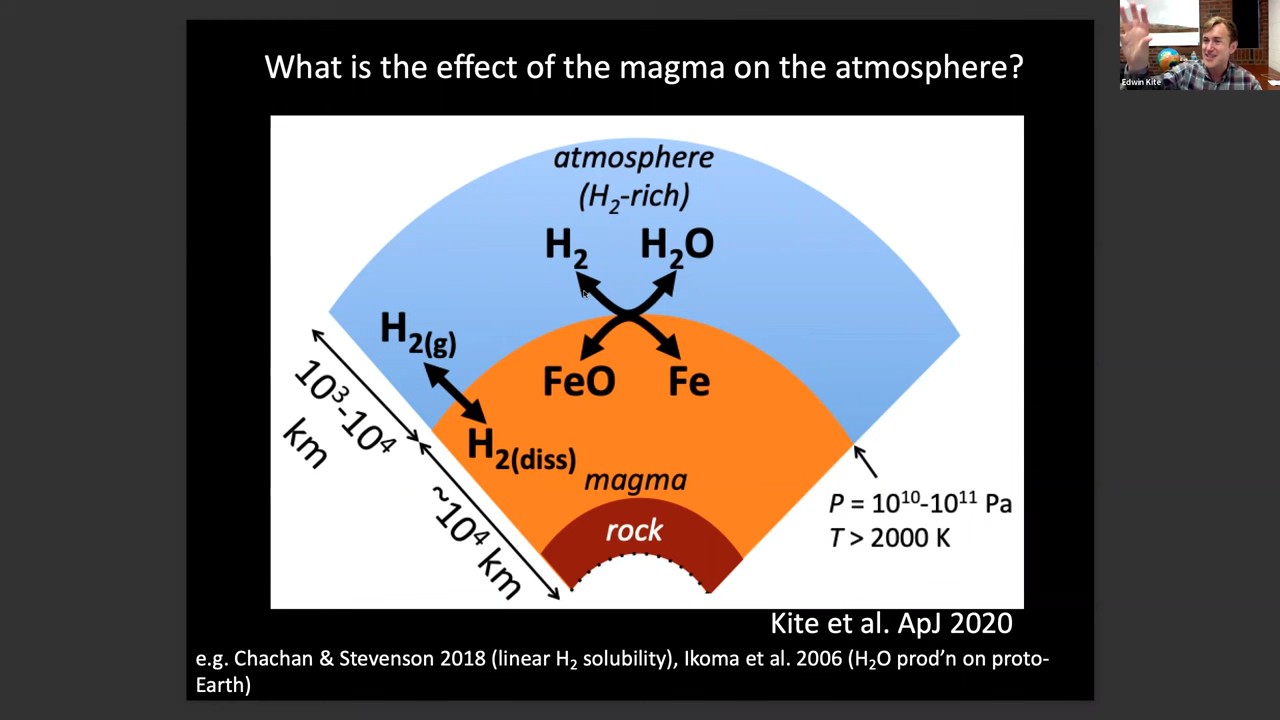 What is the effect of the magma on the atmosphere?
Edwin Kite
atmosphere
(H₂-rich)
H₂ H₂O
H₂(g)
FeO Fe
H₂(diss)
magma
rock
10³-10⁴
km
~10⁴ km
P = 10¹⁰-10¹¹ Pa
T > 2000 K
Kite et al. ApJ 2020
e.g. Chachan & Stevenson 2018 (linear H₂ solubility), Ikoma et al. 2006 (H₂O prod’n on proto-
Earth)